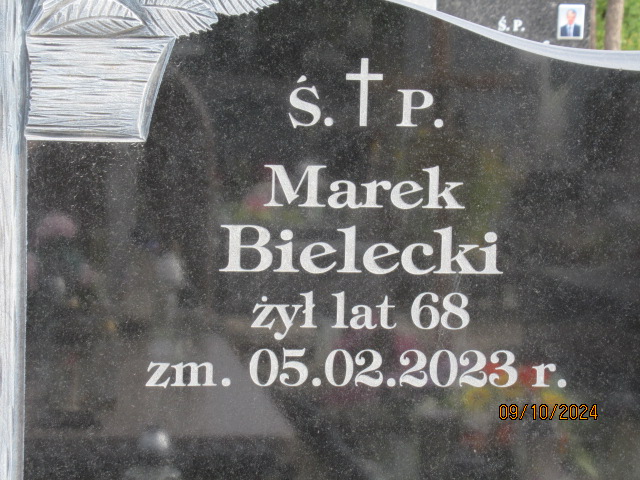 Ś. P.
Ś. P.
Marek
Bielecki
żył lat 68
zm. 05.02.2023 r.
09/10/2024